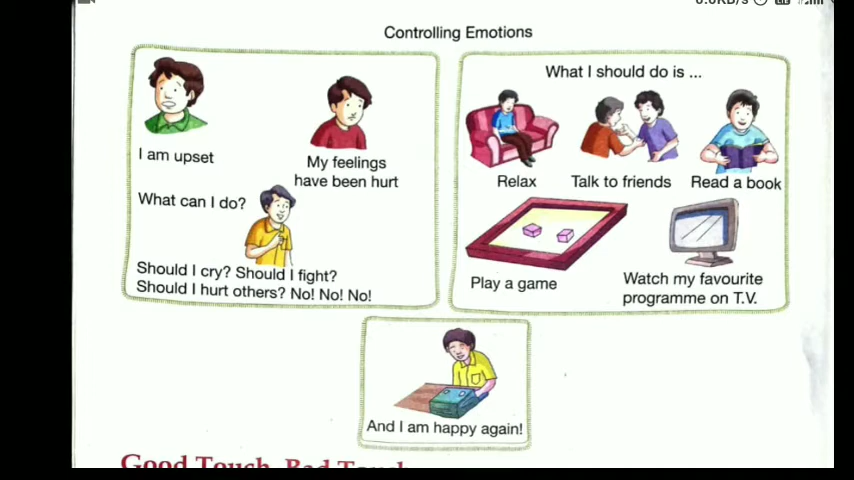 Controlling Emotions
I am upset
My feelings
have been hurt
What can I do?
Should I cry? Should I fight?
Should I hurt others? No! No! No!
What I should do is ...
Relax
Talk to friends
Read a book
Play a game
Watch my favourite
programme on T.V.
And I am happy again!
Good Touch, Bad Touch